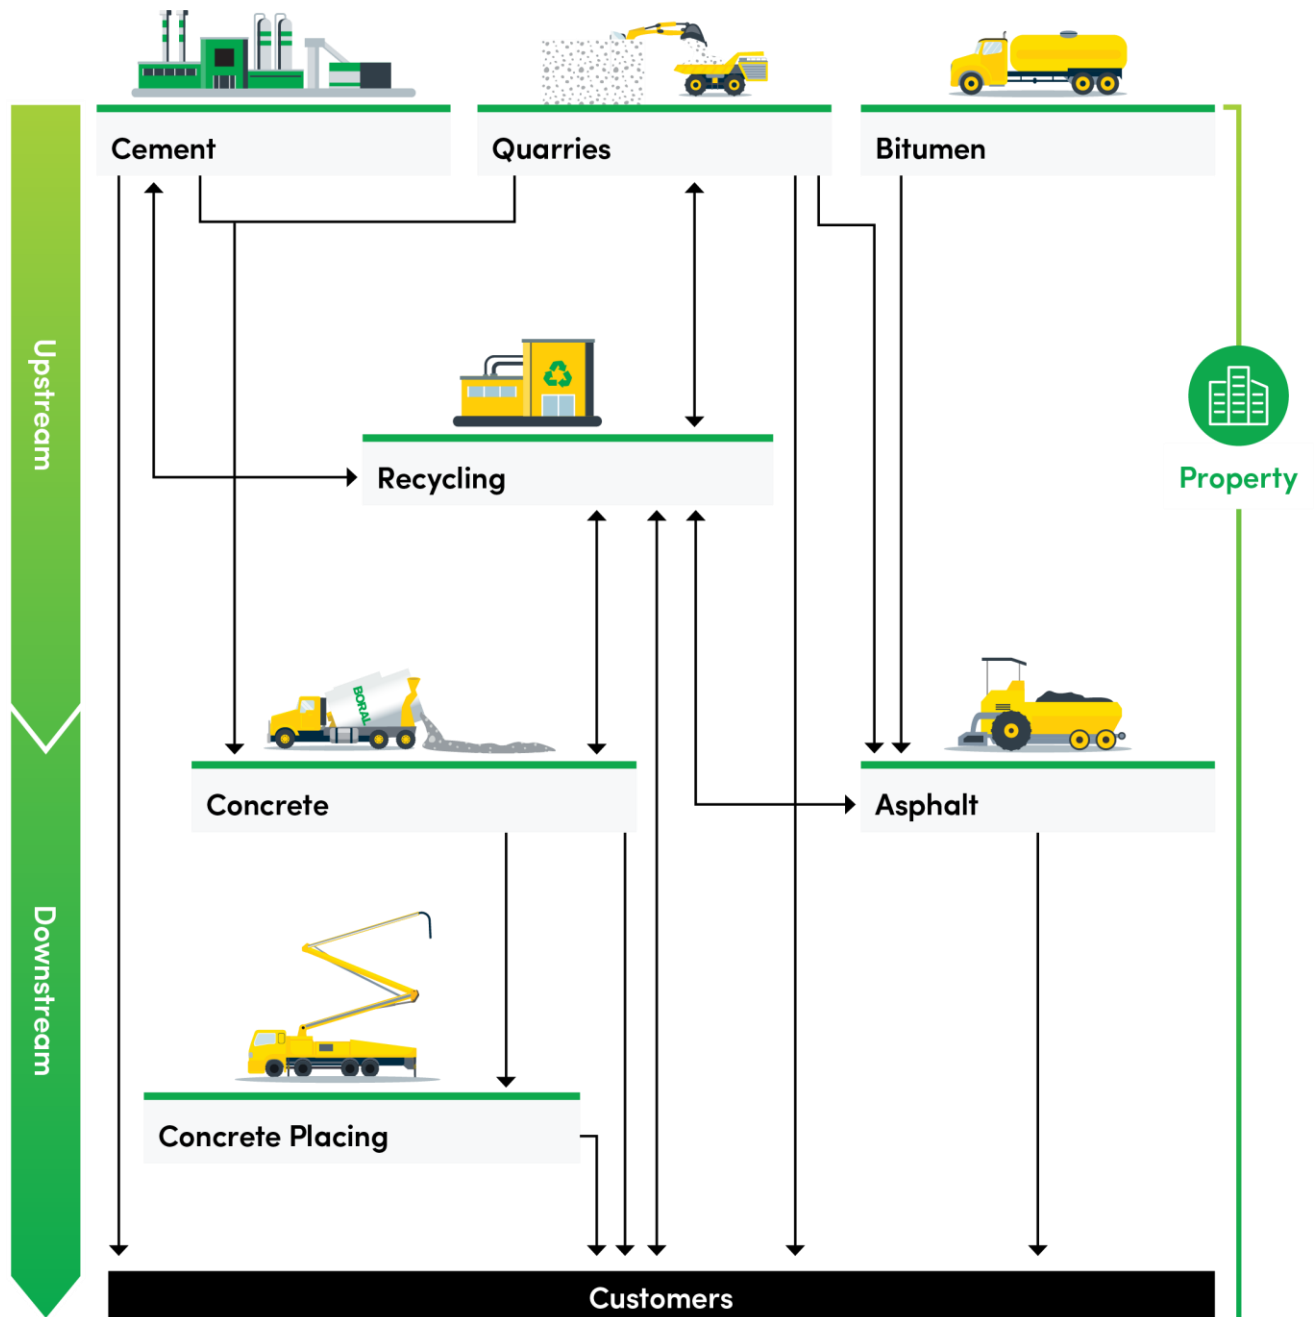 Cement
Quarries
Bitumen
Upstream
Property
Recycling
BORAL
Concrete
Asphalt
Downstream
Concrete Placing
Customers